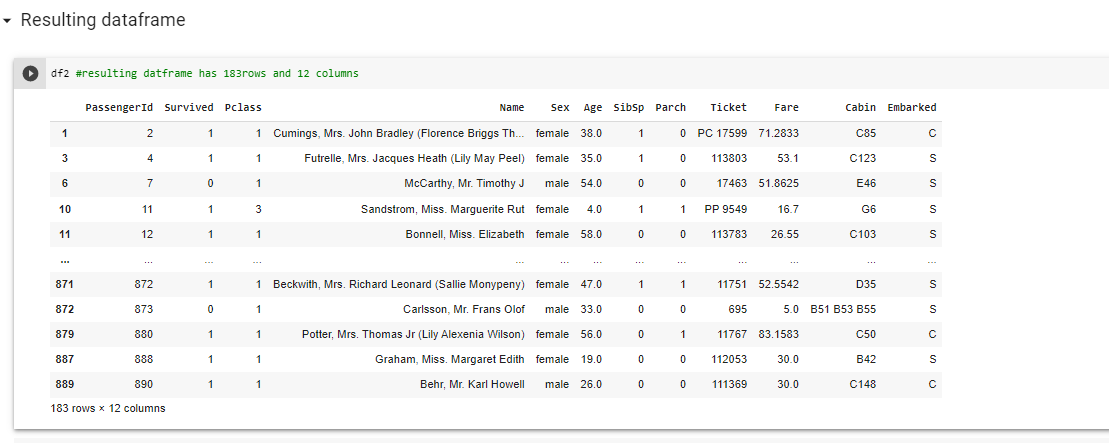 Resulting dataframe
df2 #resulting datframe has 183rows and 12 columns
PassengerId Survived Pclass Name Sex Age SibSp Parch Ticket Fare Cabin Embarked
1 2 1 1 Cumings, Mrs. John Bradley (Florence Briggs Th... female 38.0 1 0 PC 17599 71.2833 C85 C
3 4 1 1 Futrelle, Mrs. Jacques Heath (Lily May Peel) female 35.0 1 0 113803 53.1 C123 S
6 7 0 1 McCarthy, Mr. Timothy J male 54.0 0 0 17463 51.8625 E46 S
10 11 1 3 Sandstrom, Miss. Marguerite Rut female 4.0 1 1 PP 9549 16.7 G6 S
11 12 1 1 Bonnell, Miss. Elizabeth female 58.0 0 0 113783 26.55 C103 S
... ... ... ... ... ... ... ... ... ... ... ... ...
871 872 1 1 Beckwith, Mrs. Richard Leonard (Sallie Monypeny) female 47.0 1 1 11751 52.5542 D35 S
872 873 0 1 Carlsson, Mr. Frans Olof male 33.0 0 0 695 5.0 B51 B53 B55 S
879 880 1 1 Potter, Mrs. Thomas Jr (Lily Alexenia Wilson) female 56.0 0 1 11767 83.1583 C50 C
887 888 1 1 Graham, Miss. Margaret Edith female 19.0 0 0 112053 30.0 B42 S
889 890 1 1 Behr, Mr. Karl Howell male 26.0 0 0 111369 30.0 C148 C
183 rows × 12 columns